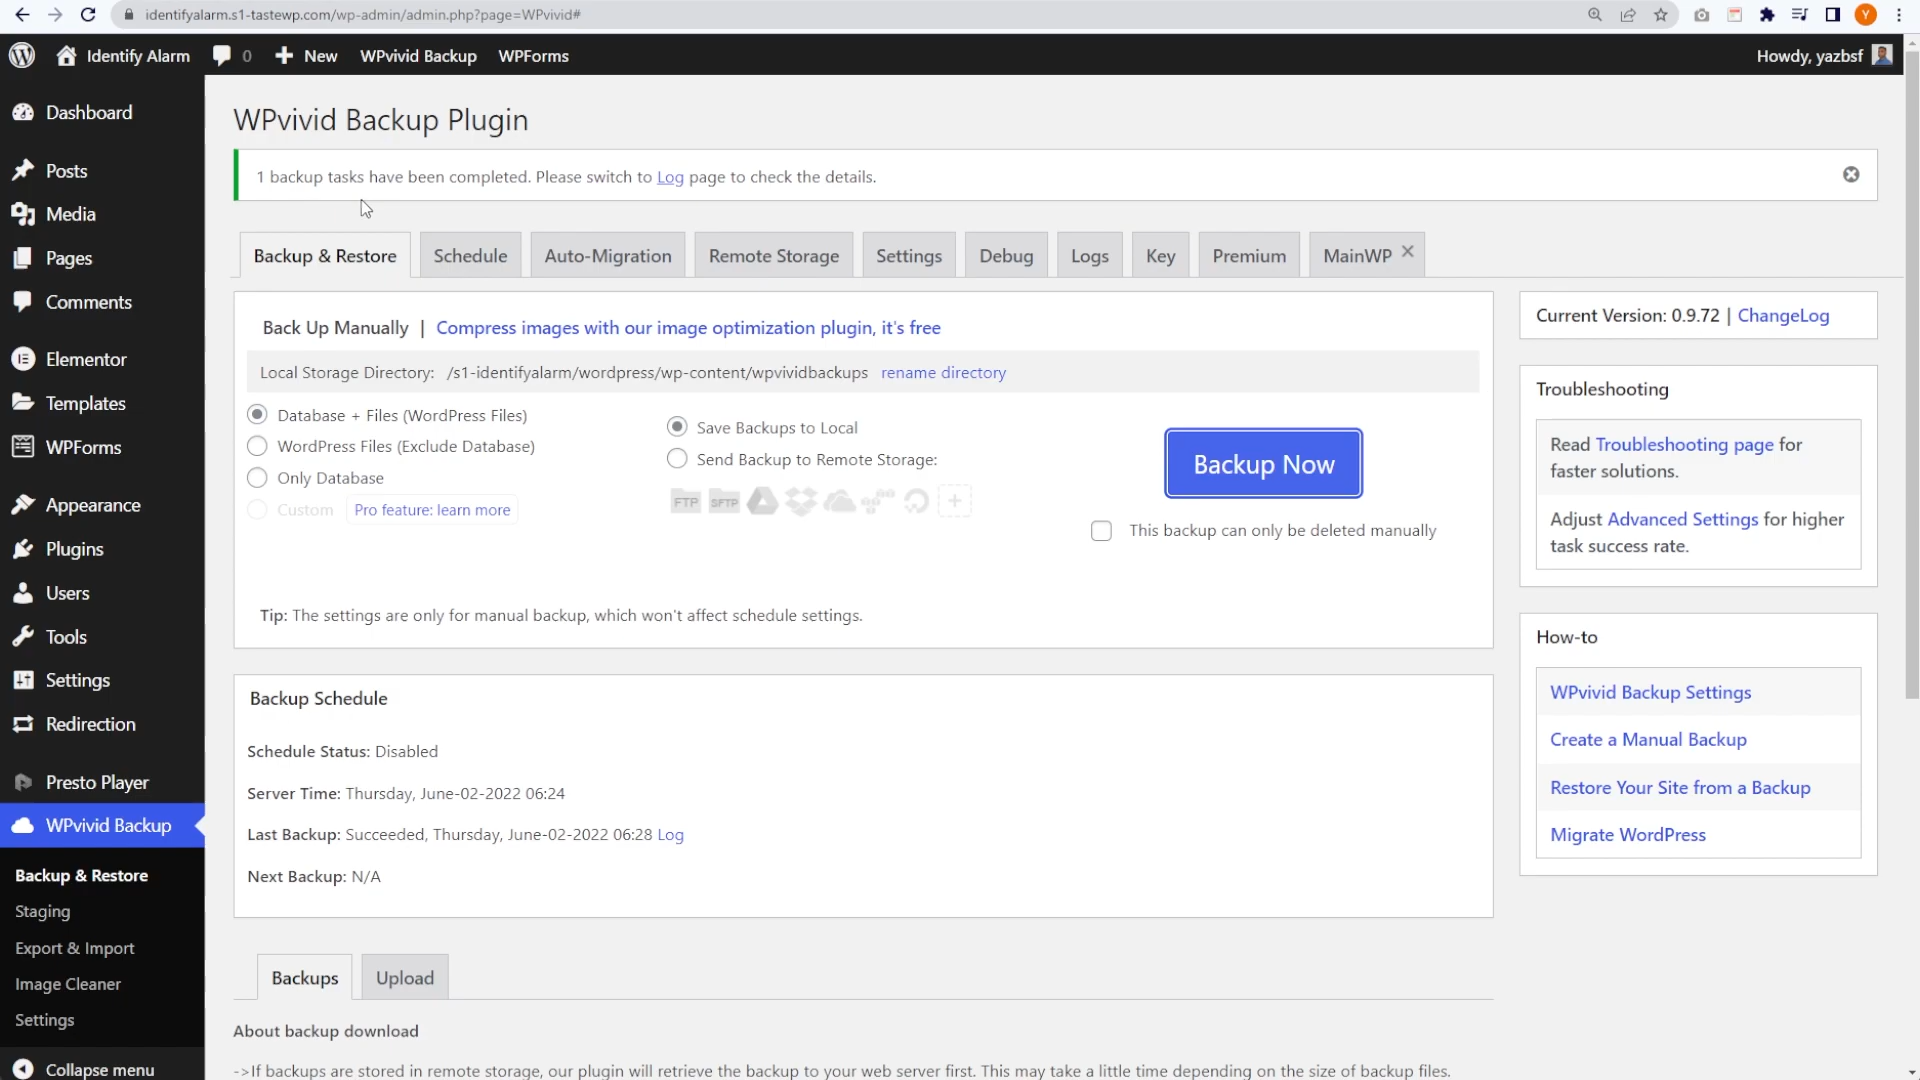 identifyalarm.s1-tastewp.com/wp-admin/admin.php?page=WPvivid#
Y
Identify Alarm 0 New WPvivid Backup WPForms Howdy, yazbsf
Dashboard
Posts
Media
Pages
Comments
Elementor
Templates
WPForms
Appearance
Plugins
Users
Tools
Settings
Redirection
Presto Player
WPvivid Backup
Backup & Restore
Staging
Export & Import
Image Cleaner
Settings
Collapse menu
WPvivid Backup Plugin
1 backup tasks have been completed. Please switch to Log page to check the details.
Backup & Restore Schedule Auto-Migration Remote Storage Settings Debug Logs Key Premium MainWP
Back Up Manually | Compress images with our image optimization plugin, it's free
Local Storage Directory: /s1-identifyalarm/wordpress/wp-content/wpvividbackups rename directory
Database + Files (WordPress Files)
WordPress Files (Exclude Database)
Only Database
Custom Pro feature: learn more
Save Backups to Local
Send Backup to Remote Storage:
FTP SFTP
Backup Now
This backup can only be deleted manually
Tip: The settings are only for manual backup, which won't affect schedule settings.
Backup Schedule
Schedule Status: Disabled
Server Time: Thursday, June-02-2022 06:24
Last Backup: Succeeded, Thursday, June-02-2022 06:28 Log
Next Backup: N/A
Backups Upload
About backup download
->If backups are stored in remote storage, our plugin will retrieve the backup to your web server first. This may take a little time depending on the size of backup files.
Current Version: 0.9.72 | ChangeLog
Troubleshooting
Read Troubleshooting page for
faster solutions.
Adjust Advanced Settings for higher
task success rate.
How-to
WPvivid Backup Settings
Create a Manual Backup
Restore Your Site from a Backup
Migrate WordPress